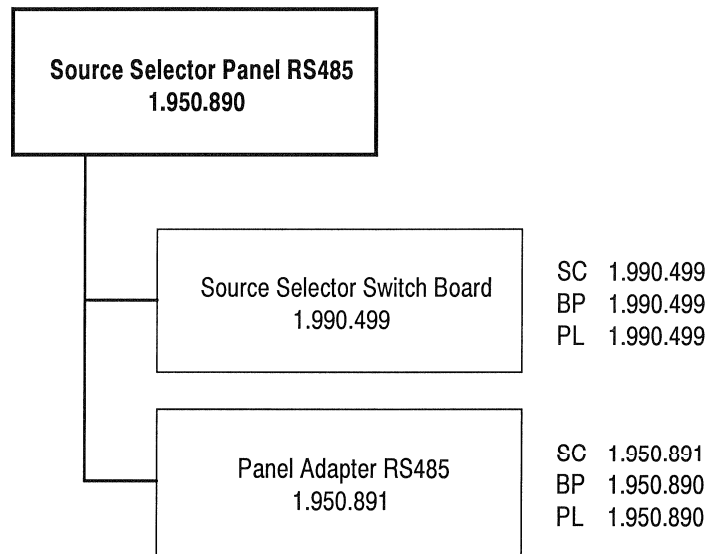 Source Selector Panel RS485
1.950.890
Source Selector Switch Board
1.990.499
SC 1.990.499
BP 1.990.499
PL 1.990.499
Panel Adapter RS485
1.950.891
SC 1.950.891
BP 1.950.890
PL 1.950.890